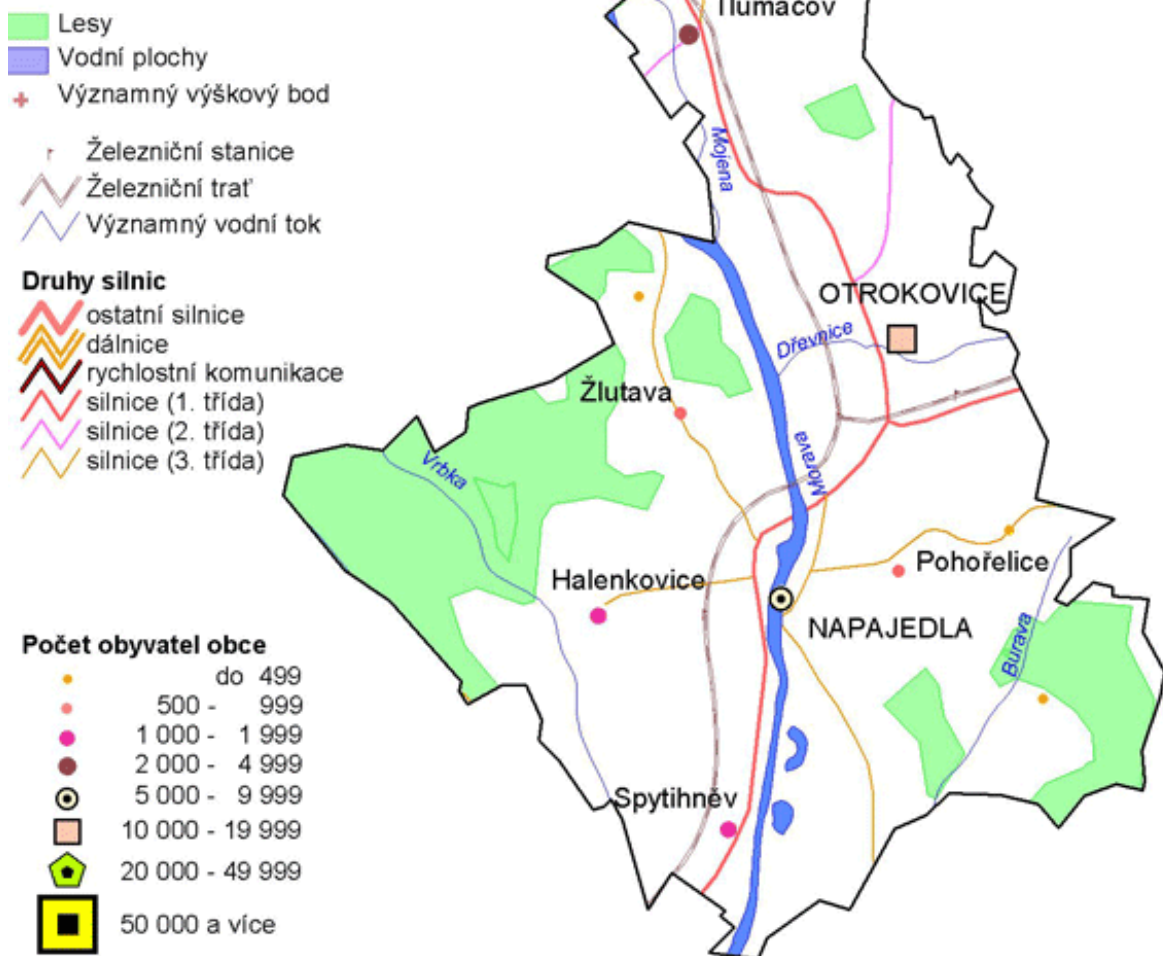 Tlumačov
Lesy
Vodní plochy
Významný výškový bod
Železniční stanice
Železniční trať
Významný vodní tok
Druhy silnic
ostatní silnice
dálnice
rychlostní komunikace
silnice (1. třída)
silnice (2. třída)
silnice (3. třída)
Mojena
OTROKOVICE
Dřevnice
Žlutava
Morava
Vrbka
Halenkovice
Pohořelice
NAPAJEDLA
Burava
Spytihněv
Počet obyvatel obce
do 499
500 - 999
1 000 - 1 999
2 000 - 4 999
5 000 - 9 999
10 000 - 19 999
20 000 - 49 999
50 000 a více